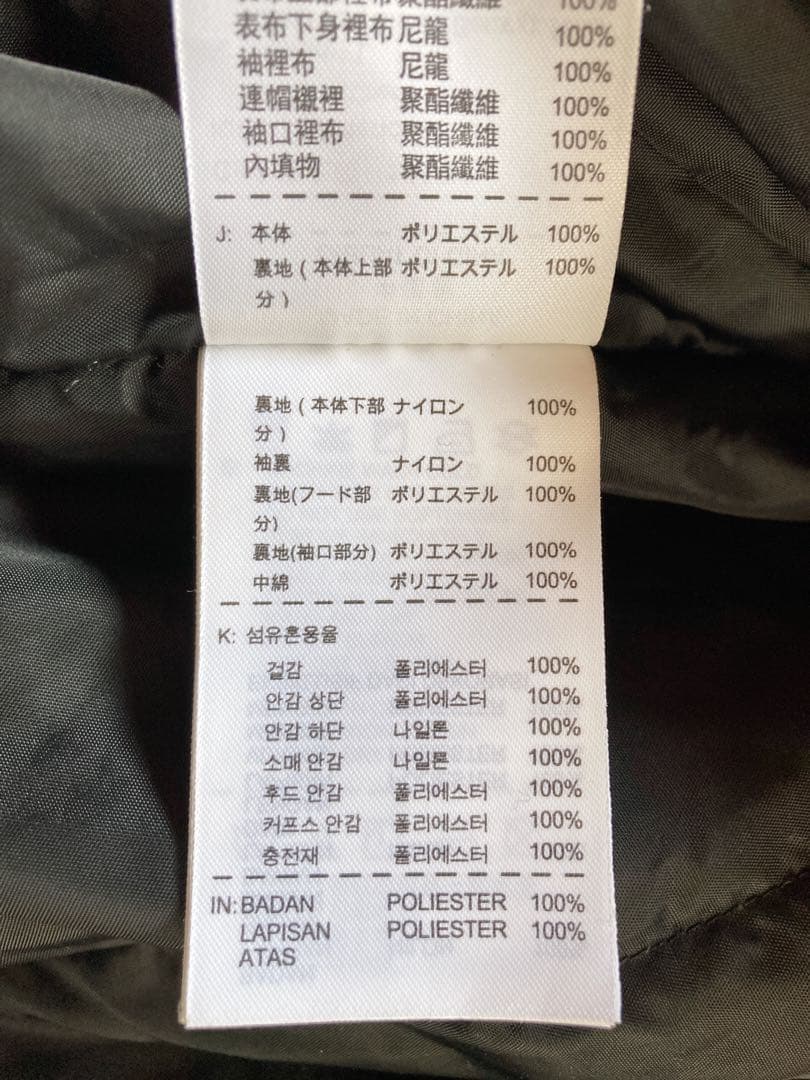 聚酯纖維 100%
表布下身裡布 尼龍 100%
袖裡布 尼龍 100%
連帽襯裡 聚酯纖維 100%
袖口裡布 聚酯纖維 100%
內填物 聚酯纖維 100%
J: 本体 ポリエステル 100%
裏地(本体上部 ポリエステル 100%
分)
裏地(本体下部 ナイロン 100%
分)
袖裏 ナイロン 100%
裏地(フード部 ポリエステル 100%
分)
裏地(袖口部分) ポリエステル 100%
中綿 ポリエステル 100%
K: 섬유혼용율
겉감 폴리에스터 100%
안감 상단 폴리에스터 100%
안감 하단 나일론 100%
소매 안감 나일론 100%
후드 안감 폴리에스터 100%
커프스 안감 폴리에스터 100%
충전재 폴리에스터 100%
IN: BADAN POLIESTER 100%
LAPISAN POLIESTER 100%
ATAS